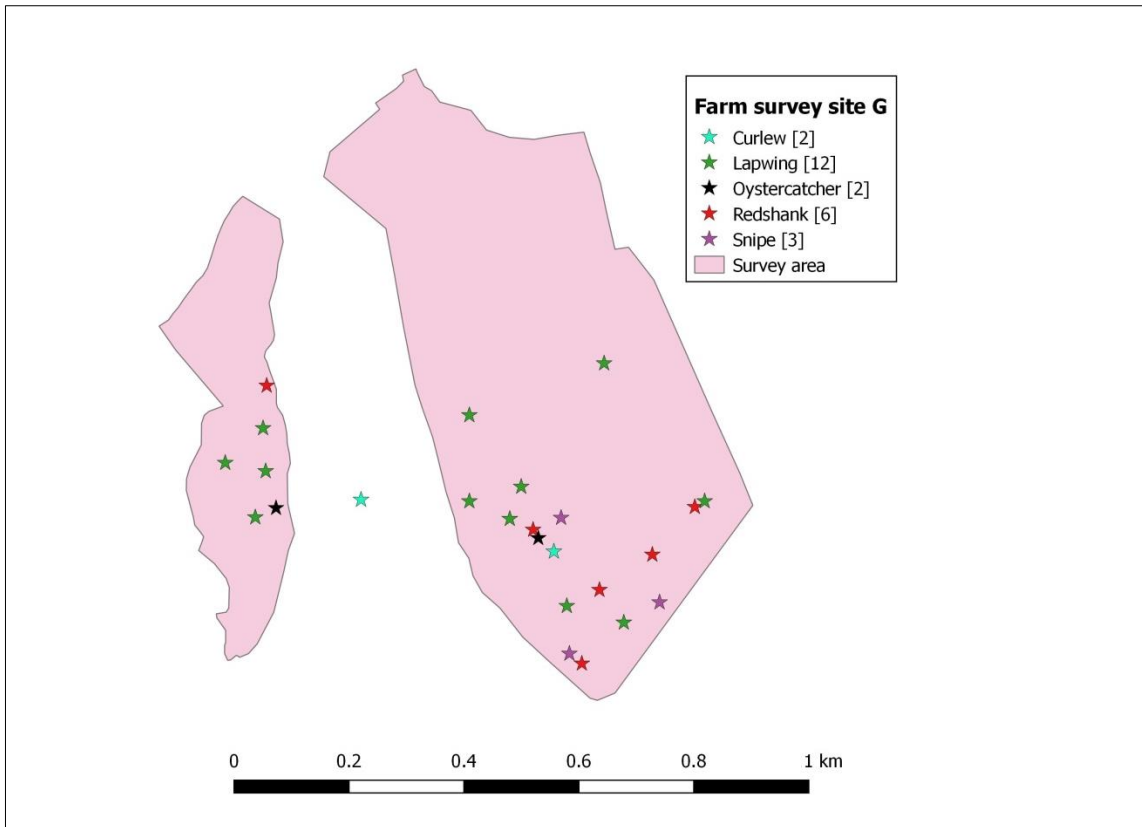 Farm survey site G
Curlew [2]
Lapwing [12]
Oystercatcher [2]
Redshank [6]
Snipe [3]
Survey area
0 0.2 0.4 0.6 0.8 1 km